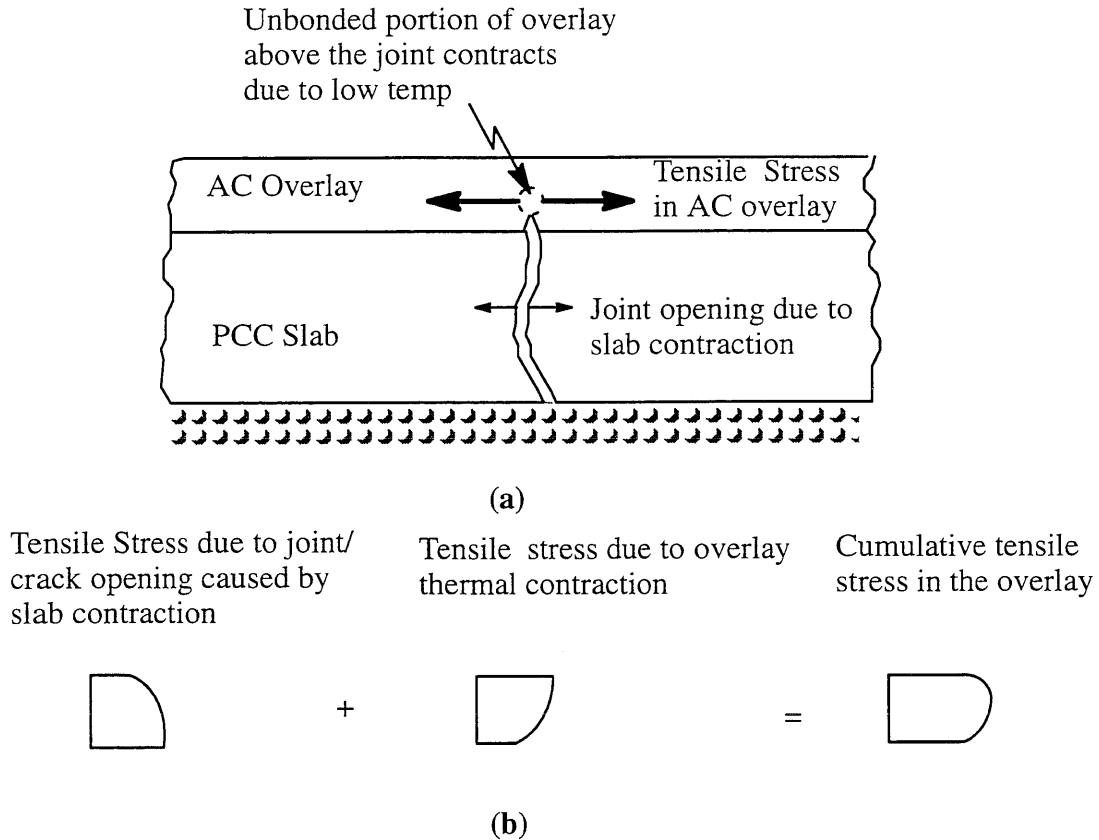 Unbonded portion of overlay
above the joint contracts
due to low temp
AC Overlay
Tensile Stress
in AC overlay
PCC Slab
Joint opening due to
slab contraction
(a)
Tensile Stress due to joint/
crack opening caused by
slab contraction
Tensile stress due to overlay
thermal contraction
Cumulative tensile
stress in the overlay
+
=
(b)